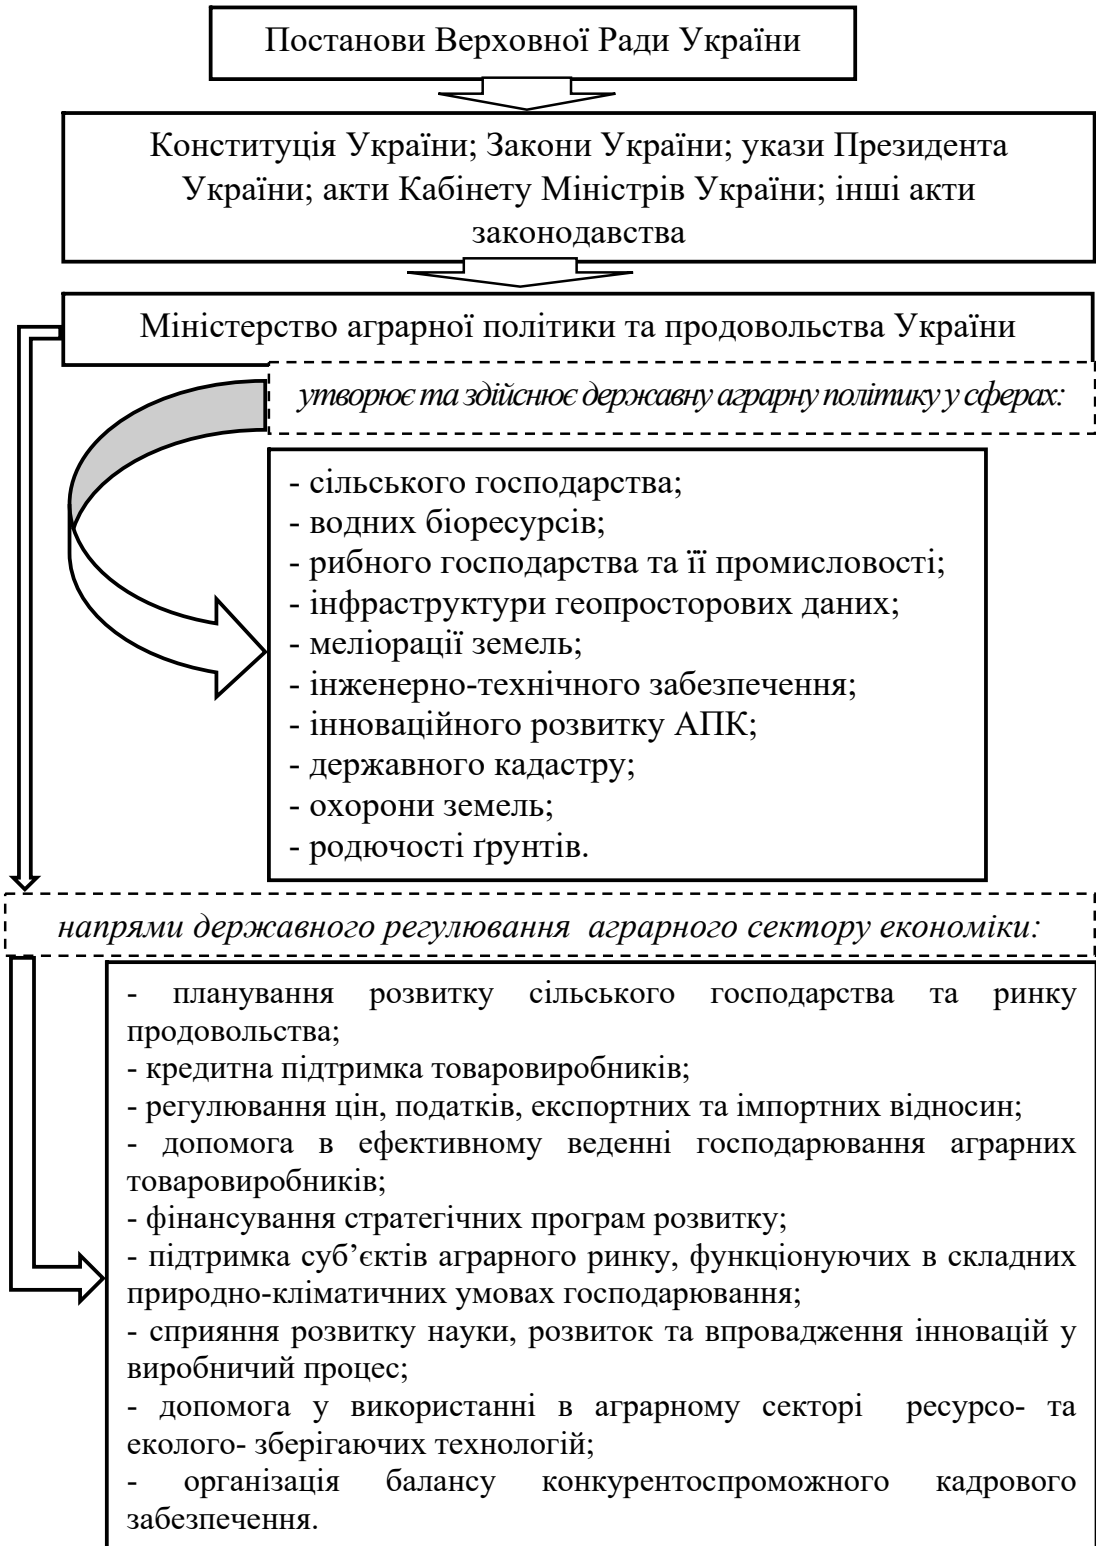 Постанови Верховної Ради України
Конституція України; Закони України; укази Президента
України; акти Кабінету Міністрів України; інші акти
законодавства
Міністерство аграрної політики та продовольства України
утворює та здійснює державну аграрну політику у сферах:
- сільського господарства;
- водних біоресурсів;
- рибного господарства та її промисловості;
- інфраструктури геопросторових даних;
- меліорації земель;
- інженерно-технічного забезпечення;
- інноваційного розвитку АПК;
- державного кадастру;
- охорони земель;
- родючості ґрунтів.
напрями державного регулювання аграрного сектору економіки:
- планування розвитку сільського господарства та ринку
продовольства;
- кредитна підтримка товаровиробників;
- регулювання цін, податків, експортних та імпортних відносин;
- допомога в ефективному веденні господарювання аграрних
товаровиробників;
- фінансування стратегічних програм розвитку;
- підтримка суб’єктів аграрного ринку, функціонуючих в складних
природно-кліматичних умовах господарювання;
- сприяння розвитку науки, розвиток та впровадження інновацій у
виробничий процес;
- допомога у використанні в аграрному секторі ресурсо- та
еколого- зберігаючих технологій;
- організація балансу конкурентоспроможного кадрового
забезпечення.